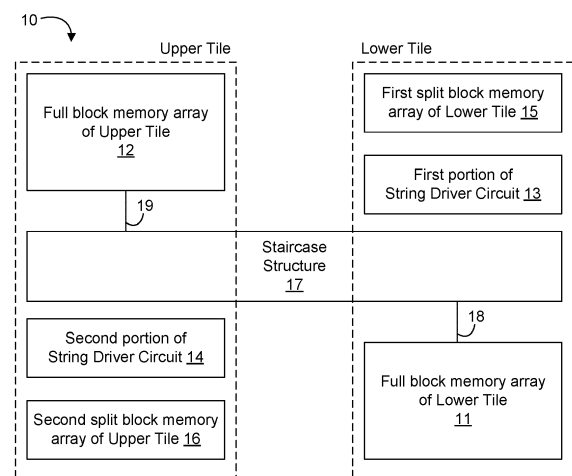 10
Upper Tile
Lower Tile
Full block memory array
of Upper Tile
12
First split block memory
array of Lower Tile 15
First portion of
String Driver Circuit 13
19
Staircase
Structure
17
18
Second portion of
String Driver Circuit 14
Full block memory array
of Lower Tile
11
Second split block memory
array of Upper Tile 16